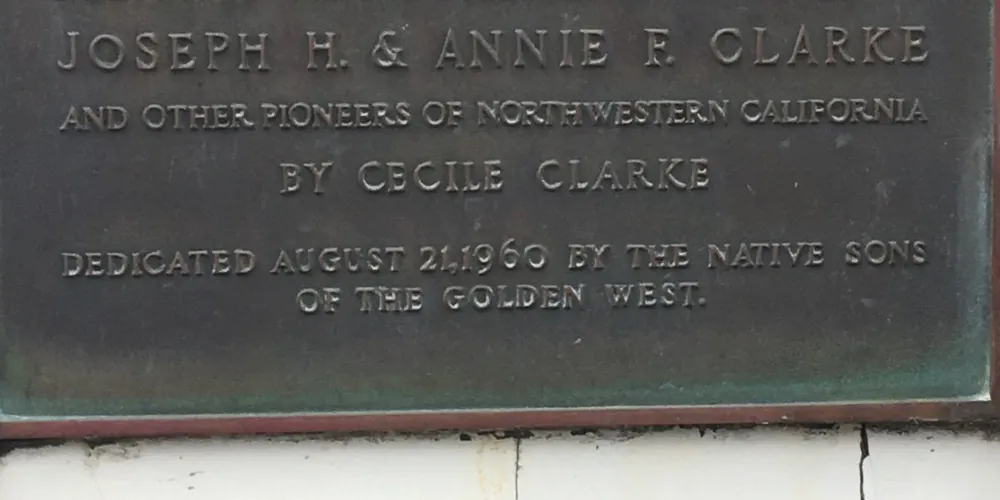 JOSEPH H. & ANNIE F. CLARKE
AND OTHER PIONEERS OF NORTHWESTERN CALIFORNIA
BY CECILE CLARKE
DEDICATED AUGUST 21, 1960 BY THE NATIVE SONS
OF THE GOLDEN WEST.